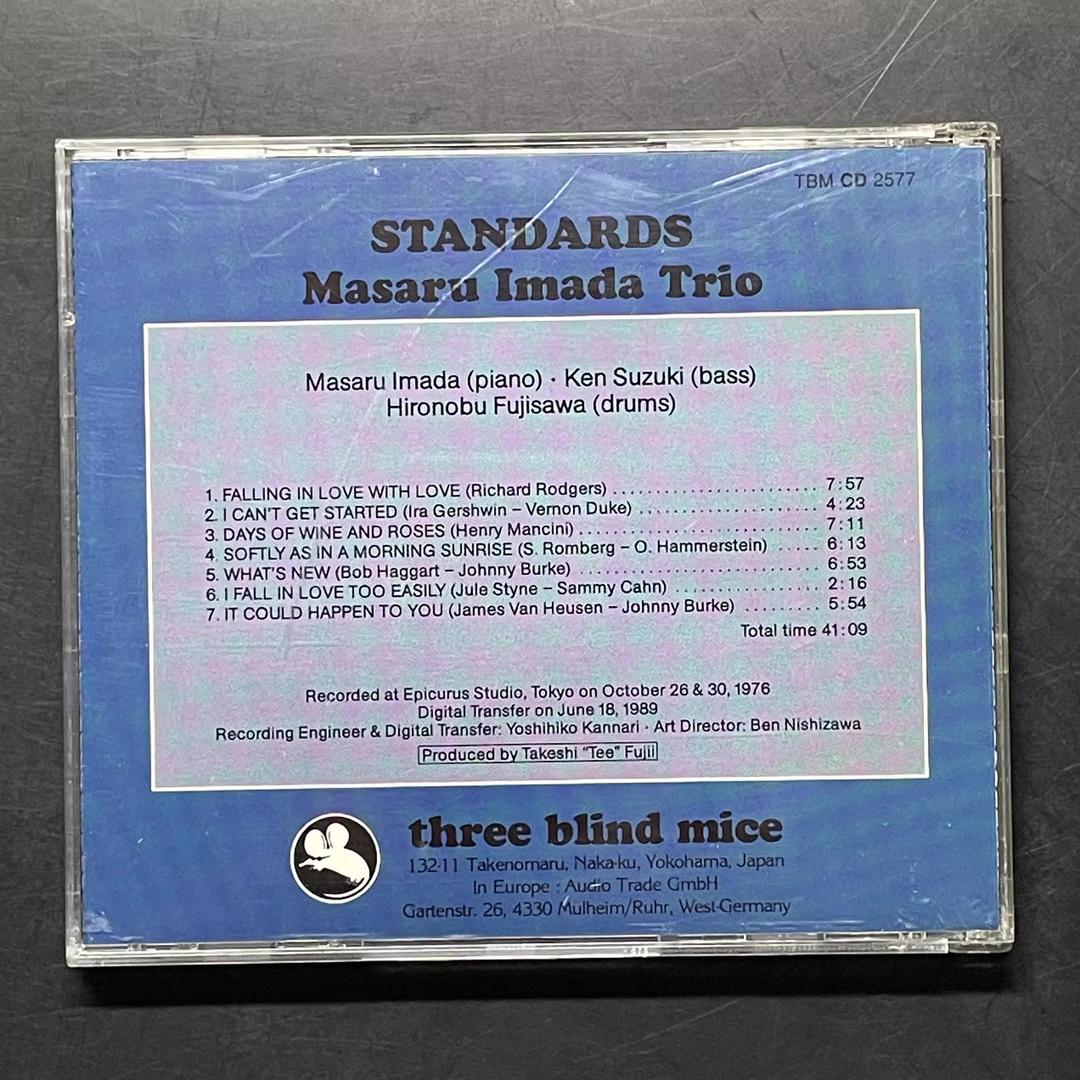 TBM CD 2577
STANDARDS
Masaru Imada Trio
Masaru Imada (piano) · Ken Suzuki (bass)
Hironobu Fujisawa (drums)
1. FALLING IN LOVE WITH LOVE (Richard Rodgers) .......................... 7:57
2. I CAN'T GET STARTED (Ira Gershwin – Vernon Duke) ....................... 4:23
3. DAYS OF WINE AND ROSES (Henry Mancini) .............................. 7:11
4. SOFTLY AS IN A MORNING SUNRISE (S. Romberg – O. Hammerstein) ..... 6:13
5. WHAT'S NEW (Bob Haggart – Johnny Burke) .............................. 6:53
6. I FALL IN LOVE TOO EASILY (Jule Styne – Sammy Cahn) .................. 2:16
7. IT COULD HAPPEN TO YOU (James Van Heusen – Johnny Burke) ......... 5:54
Total time 41:09
Recorded at Epicurus Studio, Tokyo on October 26 & 30, 1976
Digital Transfer on June 18, 1989
Recording Engineer & Digital Transfer: Yoshihiko Kannari · Art Director: Ben Nishizawa
Produced by Takeshi "Tee" Fujii
three blind mice
132-11 Takenomaru, Naka-ku, Yokohama, Japan
In Europe : Audio Trade GmbH
Gartenstr. 26, 4330 Mulheim/Ruhr, West-Germany